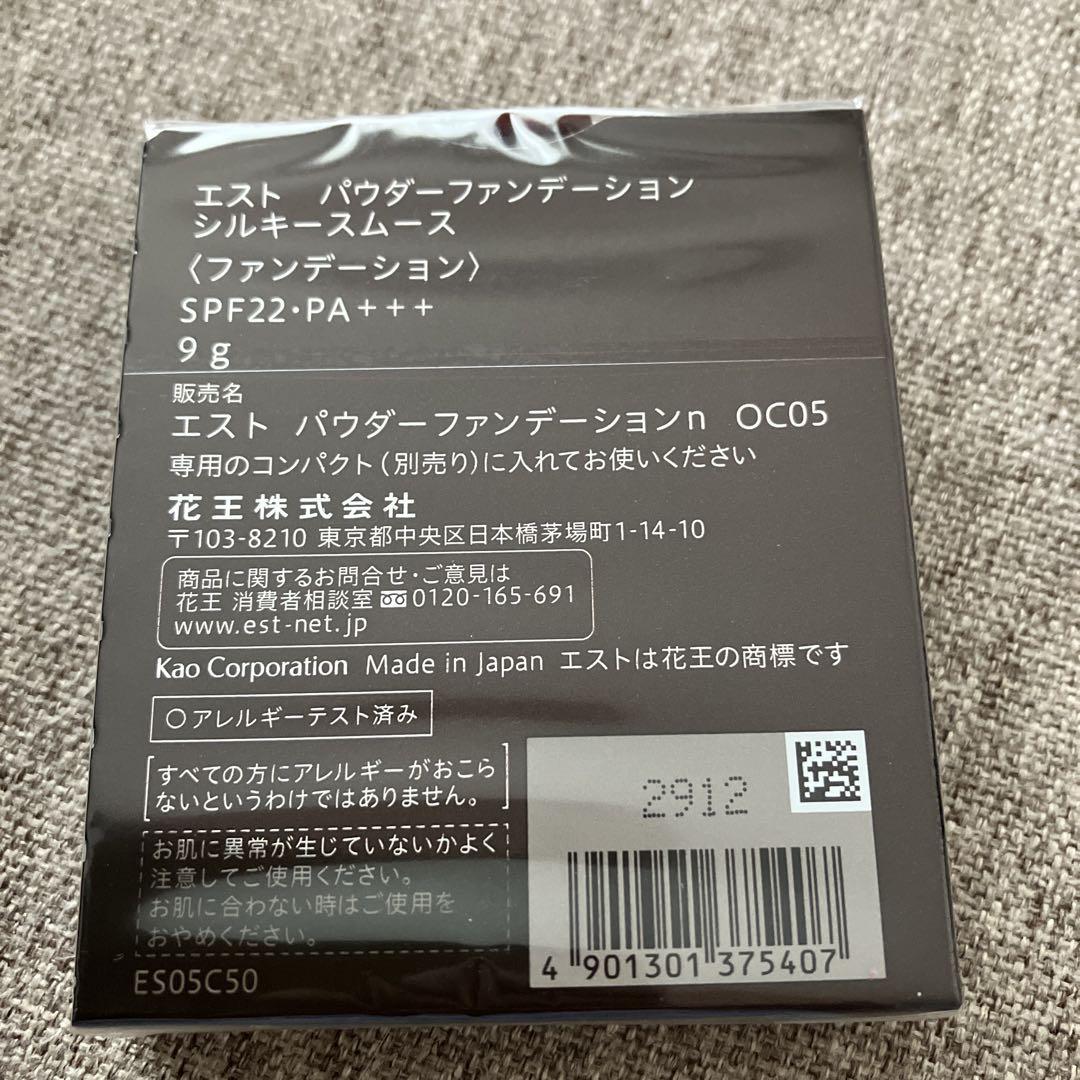 エスト パウダーファンデーション
シルキースムース
〈ファンデーション〉
SPF22・PA+++
9g
販売名
エスト パウダーファンデーションn OC05
専用のコンパクト(別売り)に入れてお使いください
花王株式会社
〒103-8210 東京都中央区日本橋茅場町1-14-10
商品に関するお問合せ・ご意見は
花王 消費者相談室 0120-165-691
www.est-net.jp
Kao Corporation Made in Japan エストは花王の商標です
○アレルギーテスト済み
すべての方にアレルギーがおこら
ないというわけではありません。
お肌に異常が生じていないかよく
注意してご使用ください。
お肌に合わない時はご使用を
おやめください。
ES05C50
2912
4 901301 375407